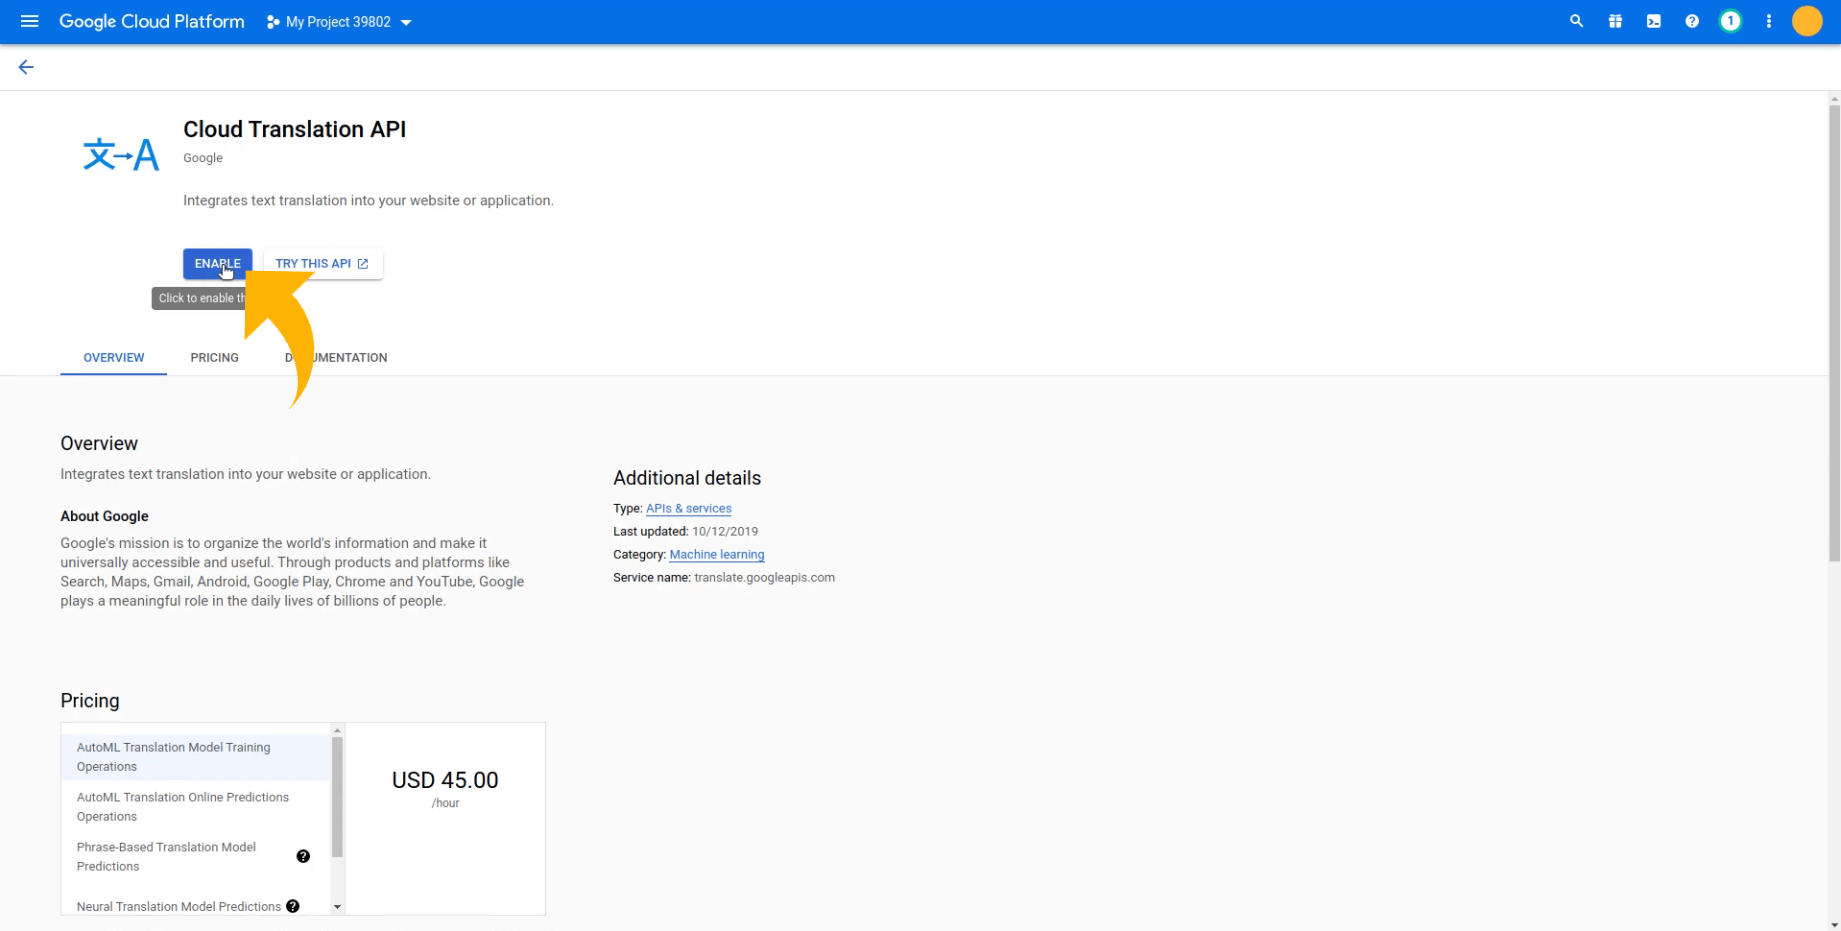 Google Cloud Platform
My Project 39802
1
Cloud Translation API
文→A
Google
Integrates text translation into your website or application.
ENABLE
TRY THIS API
Click to enable
OVERVIEW
PRICING
DOCUMENTATION
Overview
Integrates text translation into your website or application.
About Google
Google's mission is to organize the world's information and make it
universally accessible and useful. Through products and platforms like
Search, Maps, Gmail, Android, Google Play, Chrome and YouTube, Google
plays a meaningful role in the daily lives of billions of people.
Additional details
Type: APIs & services
Last updated: 10/12/2019
Category: Machine learning
Service name: translate.googleapis.com
Pricing
AutoML Translation Model Training
Operations
AutoML Translation Online Predictions
Operations
Phrase-Based Translation Model
Predictions
Neural Translation Model Predictions
USD 45.00
/hour